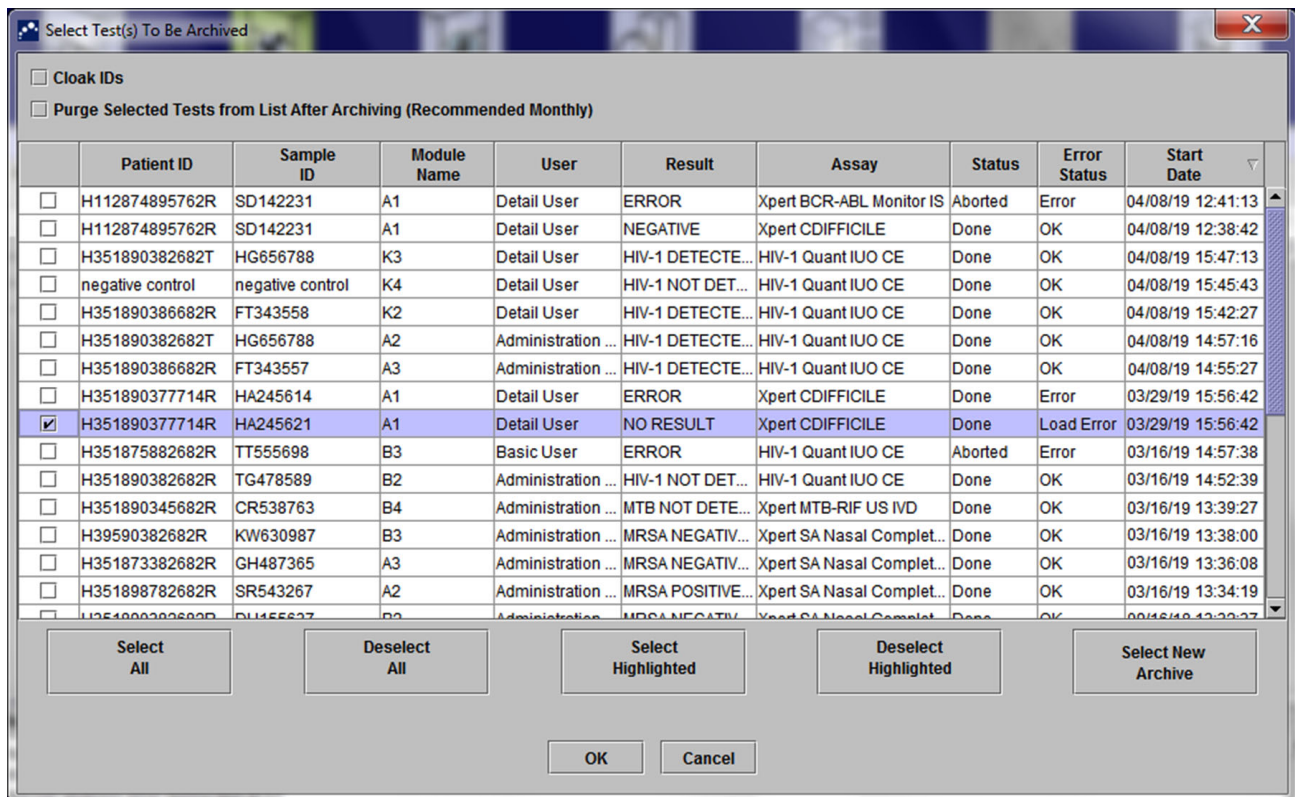 Select Test(s) To Be Archived
Cloak IDs
Purge Selected Tests from List After Archiving (Recommended Monthly)
Patient ID Sample ID Module Name User Result Assay Status Error Status Start Date
H112874895762R SD142231 A1 Detail User ERROR Xpert BCR-ABL Monitor IS Aborted Error 04/08/19 12:41:13
H112874895762R SD142231 A1 Detail User NEGATIVE Xpert CDIFFICILE Done OK 04/08/19 12:38:42
H351890382682T HG656788 K3 Detail User HIV-1 DETECTE... HIV-1 Quant IUO CE Done OK 04/08/19 15:47:13
negative control negative control K4 Detail User HIV-1 NOT DET... HIV-1 Quant IUO CE Done OK 04/08/19 15:45:43
H351890386682R FT343558 K2 Detail User HIV-1 DETECTE... HIV-1 Quant IUO CE Done OK 04/08/19 15:42:27
H351890382682T HG656788 A2 Administration ... HIV-1 DETECTE... HIV-1 Quant IUO CE Done OK 04/08/19 14:57:16
H351890386682R FT343557 A3 Administration ... HIV-1 DETECTE... HIV-1 Quant IUO CE Done OK 04/08/19 14:55:27
H351890377714R HA245614 A1 Detail User ERROR Xpert CDIFFICILE Done Error 03/29/19 15:56:42
H351890377714R HA245621 A1 Detail User NO RESULT Xpert CDIFFICILE Done Load Error 03/29/19 15:56:42
H351875882682R TT555698 B3 Basic User ERROR HIV-1 Quant IUO CE Aborted Error 03/16/19 14:57:38
H351890382682R TG478589 B2 Administration ... HIV-1 NOT DET... HIV-1 Quant IUO CE Done OK 03/16/19 14:52:39
H351890345682R CR538763 B4 Administration ... MTB NOT DETE... Xpert MTB-RIF US IVD Done OK 03/16/19 13:39:27
H39590382682R KW630987 B3 Administration ... MRSA NEGATIV... Xpert SA Nasal Complet... Done OK 03/16/19 13:38:00
H351873382682R GH487365 A3 Administration ... MRSA NEGATIV... Xpert SA Nasal Complet... Done OK 03/16/19 13:36:08
H351898782682R SR543267 A2 Administration ... MRSA POSITIVE... Xpert SA Nasal Complet... Done OK 03/16/19 13:34:19
Select All
Deselect All
Select Highlighted
Deselect Highlighted
Select New Archive
OK Cancel